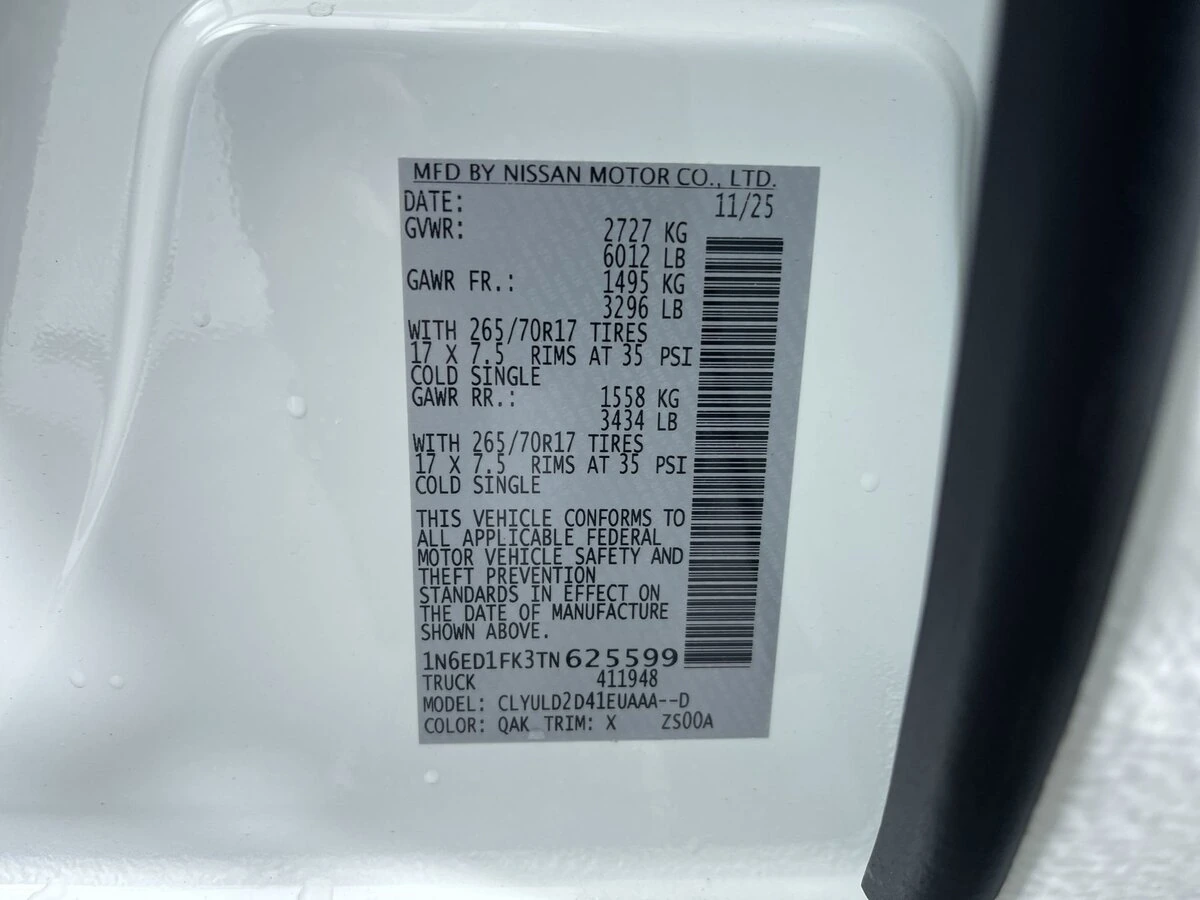 MFD BY NISSAN MOTOR CO., LTD.
DATE: 11/25
GVWR: 2727 KG
6012 LB
GAWR FR.: 1495 KG
3296 LB
WITH 265/70R17 TIRES
17 X 7.5 RIMS AT 35 PSI
COLD SINGLE
GAWR RR.: 1558 KG
3434 LB
WITH 265/70R17 TIRES
17 X 7.5 RIMS AT 35 PSI
COLD SINGLE
THIS VEHICLE CONFORMS TO
ALL APPLICABLE FEDERAL
MOTOR VEHICLE SAFETY AND
THEFT PREVENTION
STANDARDS IN EFFECT ON
THE DATE OF MANUFACTURE
SHOWN ABOVE.
1N6ED1FK3TN625599
TRUCK 411948
MODEL: CLYULD2D41EUAAA--D
COLOR: QAK TRIM: X ZS00A